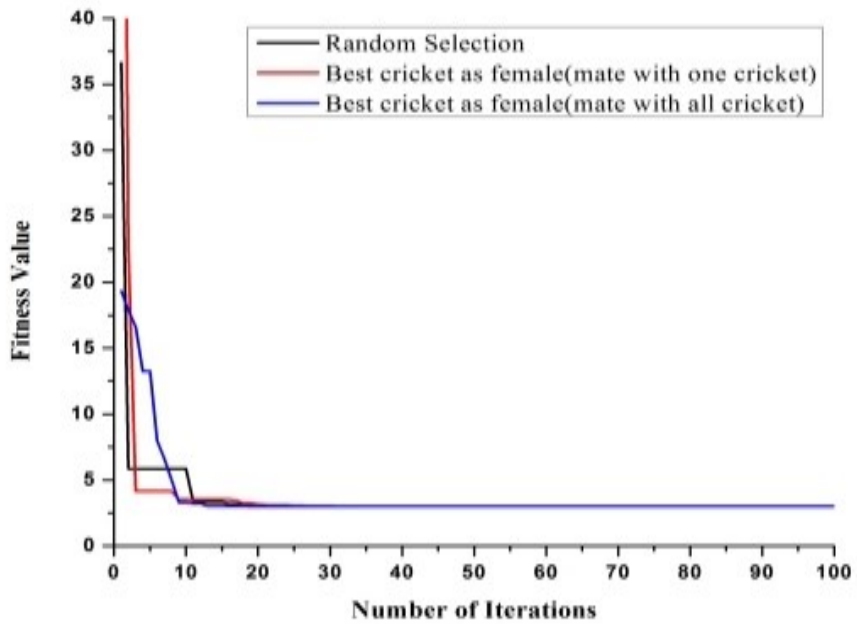 Random Selection
Best cricket as female(mate with one cricket)
Best cricket as female(mate with all cricket)
Fitness Value
40
35
30
25
20
15
10
5
0
0 10 20 30 40 50 60 70 80 90 100
Number of Iterations